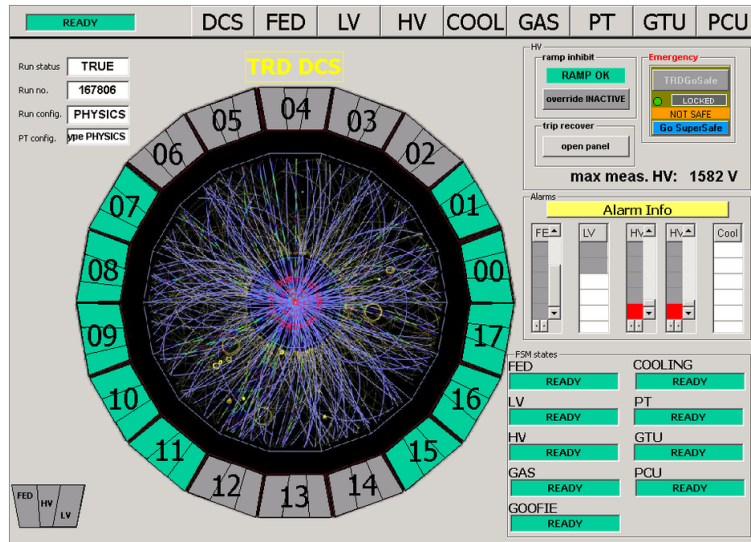 READY
DCS FED LV HV COOL GAS PT GTU PCU
TRD DCS
Run status TRUE
Run no. 167806
Run config. PHYSICS
PT config. ype PHYSICS
HV
ramp inhibit
RAMP OK
override INACTIVE
trip recover
open panel
Emergency
TRDGoSafe
LOCKED
NOT SAFE
Go SuperSafe
max meas. HV: 1582 V
Alarms
Alarm Info
FE LV HV HV Cool
04
05 03
06 02
07 01
08 00
09 17
10 16
11 15
12 14
13
FED HV LV
FSM states
FED COOLING
READY READY
LV PT
READY READY
HV GTU
READY READY
GAS PCU
READY READY
GOOFIE
READY